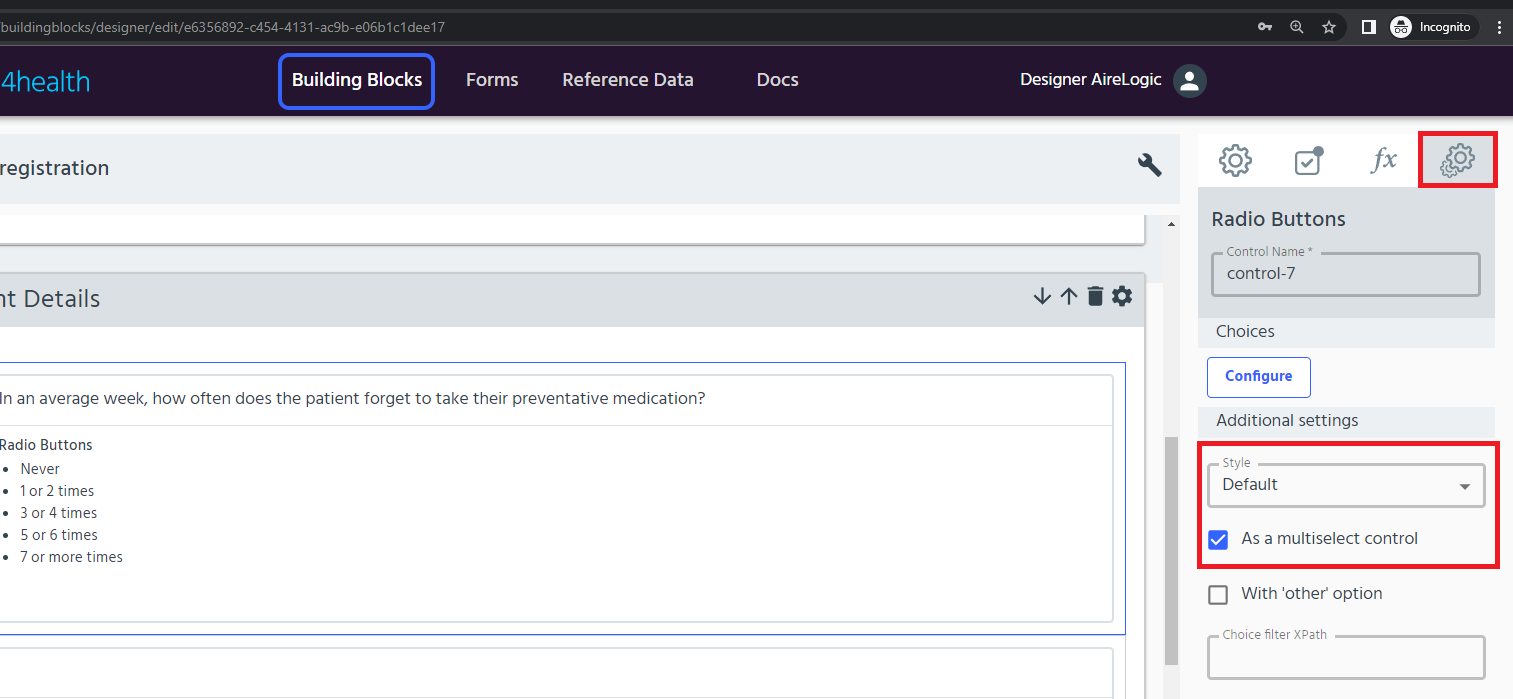 /buildingblocks/designer/edit/e6356892-c454-4131-ac9b-e06b1c1dee17
Incognito
4health
Building Blocks
Forms
Reference Data
Docs
Designer AireLogic
registration
fx
Radio Buttons
Control Name *
control-7
nt Details
Choices
Configure
In an average week, how often does the patient forget to take their preventative medication?
Additional settings
Radio Buttons
• Never
• 1 or 2 times
• 3 or 4 times
• 5 or 6 times
• 7 or more times
Style
Default
As a multiselect control
With 'other' option
Choice filter XPath